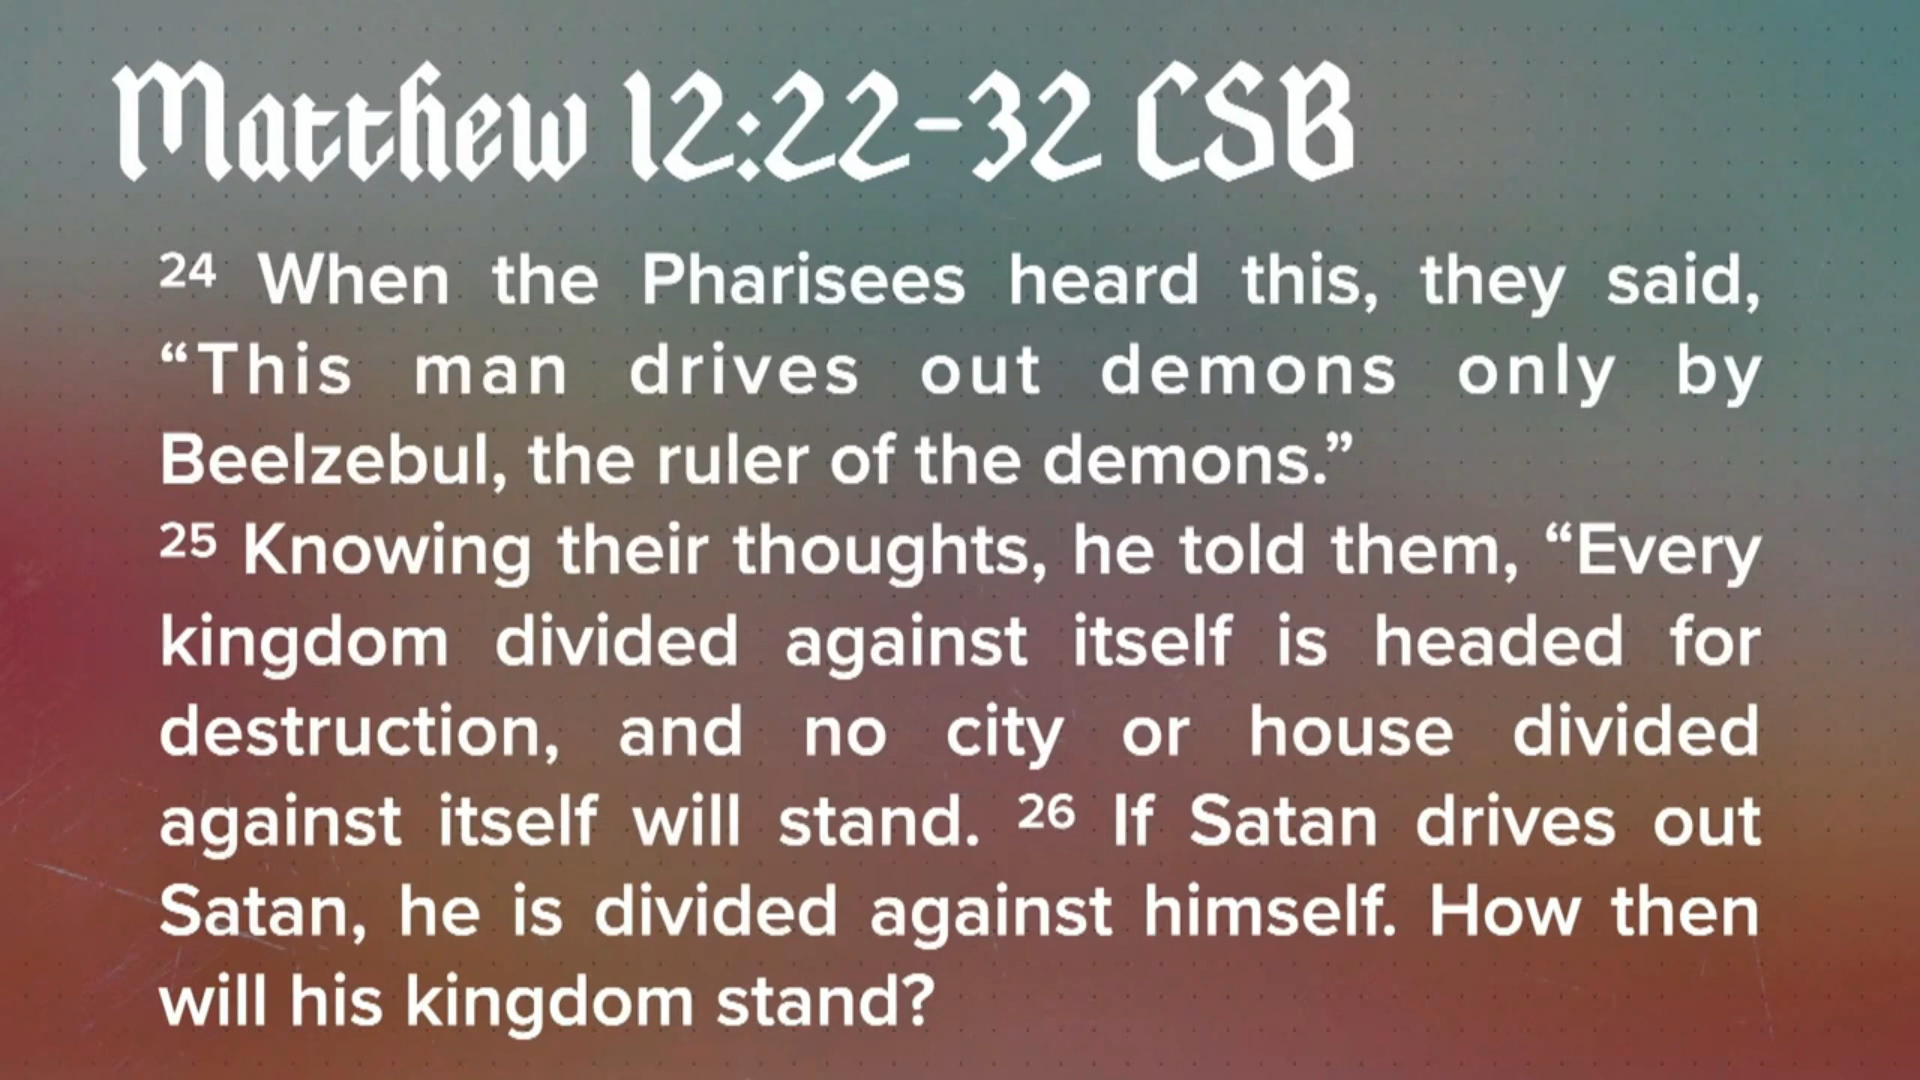 Matthew 12:22-32 CSB
24 When the Pharisees heard this, they said,
“This man drives out demons only by
Beelzebul, the ruler of the demons.”
25 Knowing their thoughts, he told them, “Every
kingdom divided against itself is headed for
destruction, and no city or house divided
against itself will stand. 26 If Satan drives out
Satan, he is divided against himself. How then
will his kingdom stand?